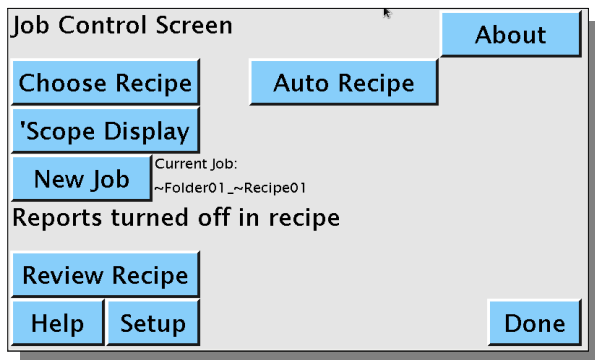 Job Control Screen
About
Choose Recipe
Auto Recipe
'Scope Display
New Job
Current Job:
~Folder01_~Recipe01
Reports turned off in recipe
Review Recipe
Help
Setup
Done